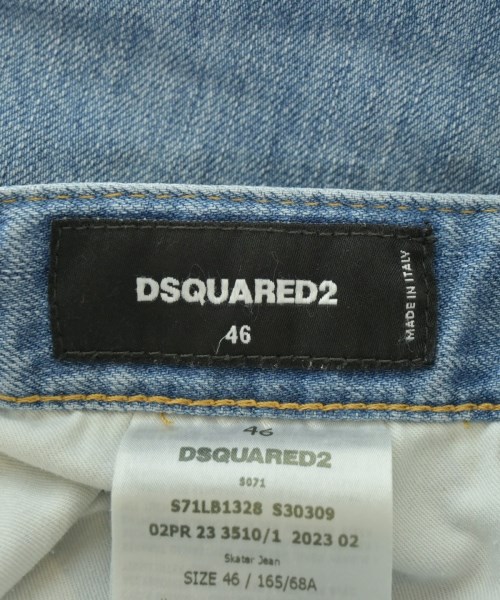 DSQUARED2
46
MADE IN ITALY
46
DSQUARED2
S071
S71LB1328 S30309
02PR 23 3510/1 2023 02
Skater Jean
SIZE 46 / 165/68A